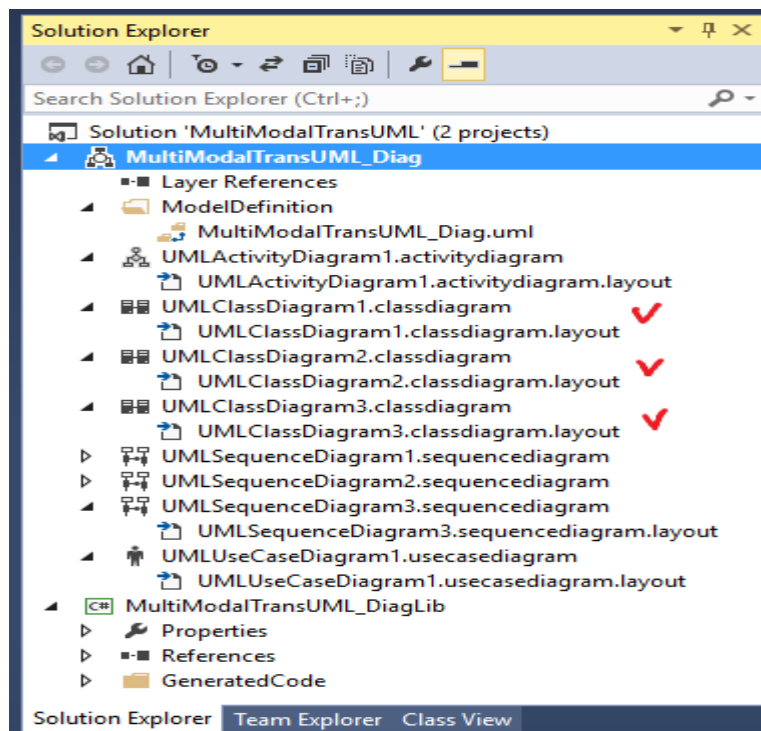 Solution Explorer
Search Solution Explorer (Ctrl+;)
Solution 'MultiModalTransUML' (2 projects)
MultiModalTransUML_Diag
Layer References
ModelDefinition
MultiModalTransUML_Diag.uml
UMLActivityDiagram1.activitydiagram
UMLActivityDiagram1.activitydiagram.layout
UMLClassDiagram1.classdiagram
UMLClassDiagram1.classdiagram.layout
UMLClassDiagram2.classdiagram
UMLClassDiagram2.classdiagram.layout
UMLClassDiagram3.classdiagram
UMLClassDiagram3.classdiagram.layout
UMLSequenceDiagram1.sequencediagram
UMLSequenceDiagram2.sequencediagram
UMLSequenceDiagram3.sequencediagram
UMLSequenceDiagram3.sequencediagram.layout
UMLUseCaseDiagram1.usecasediagram
UMLUseCaseDiagram1.usecasediagram.layout
C# MultiModalTransUML_DiagLib
Properties
References
GeneratedCode
Solution Explorer Team Explorer Class View